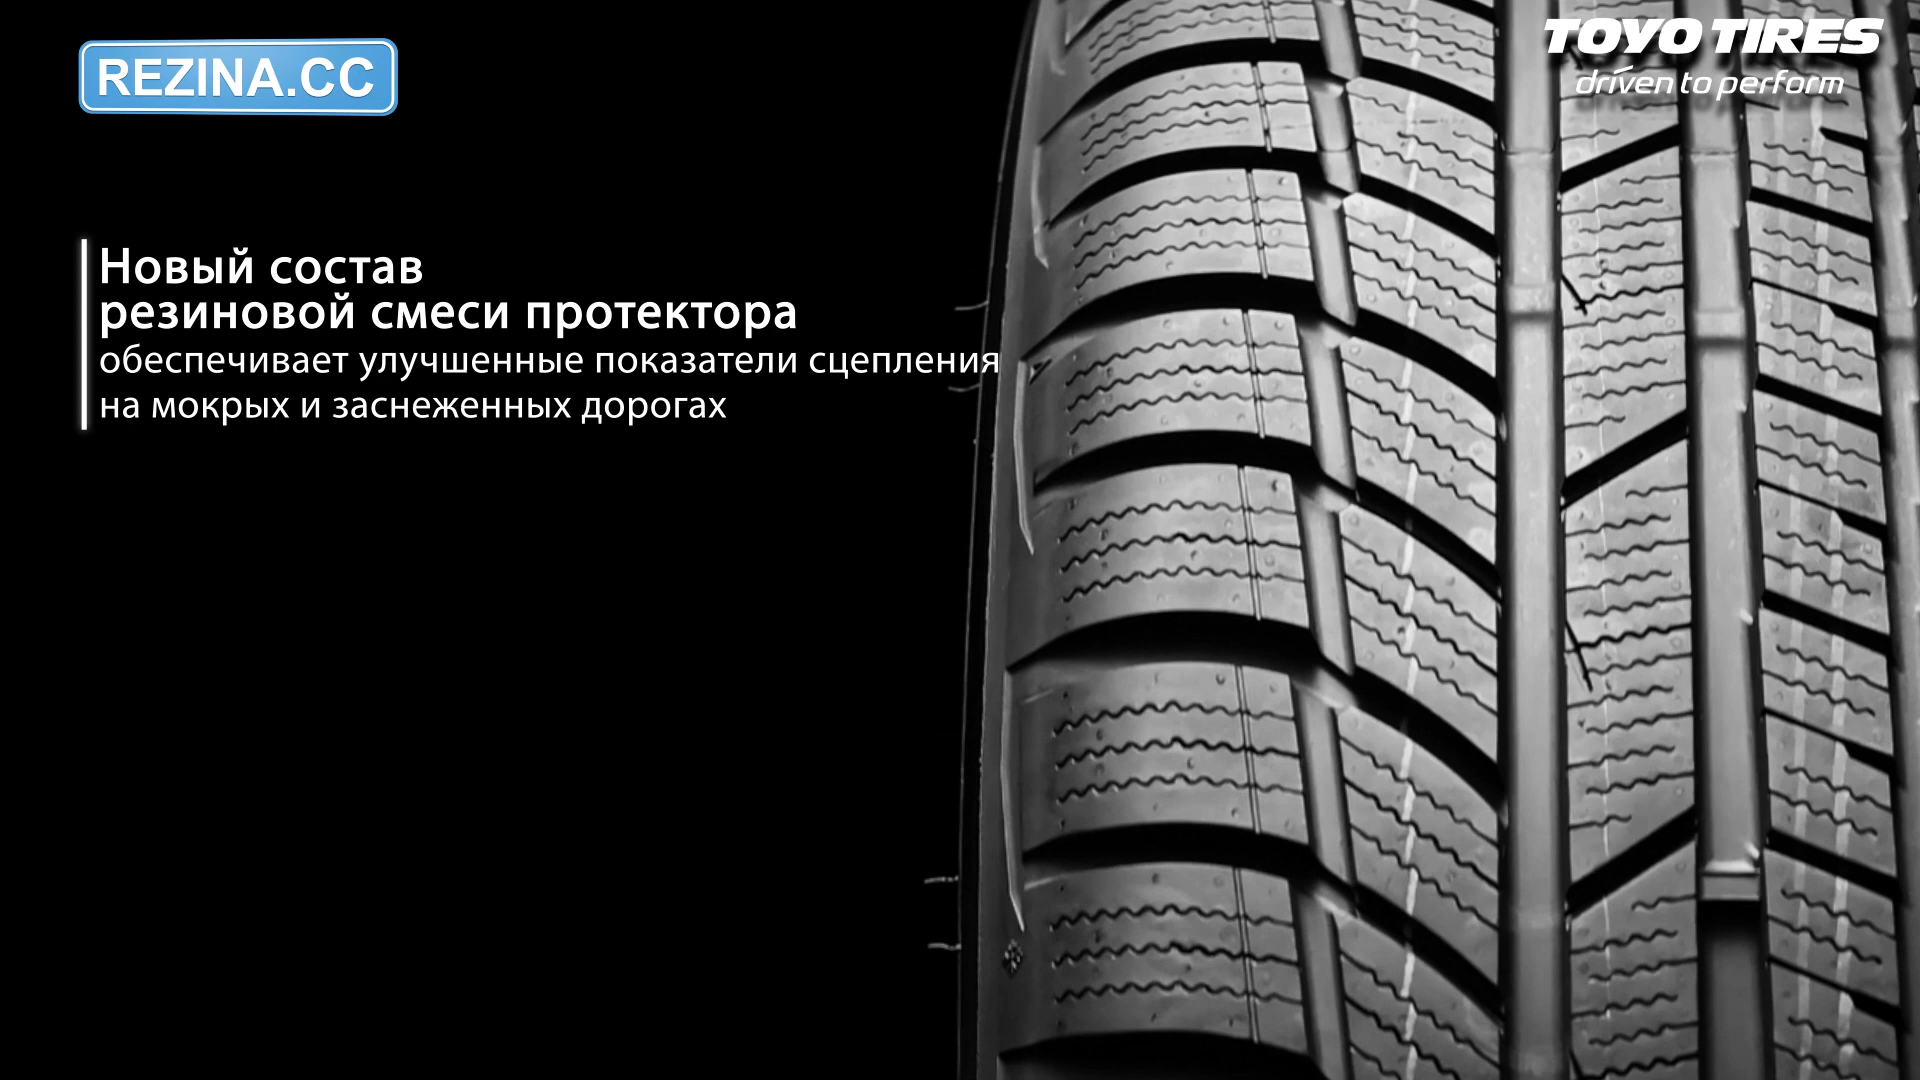 REZINA.CC
TOYO TIRES
driven to perform
Новый состав
резиновой смеси протектора
обеспечивает улучшенные показатели сцепления
на мокрых и заснеженных дорогах